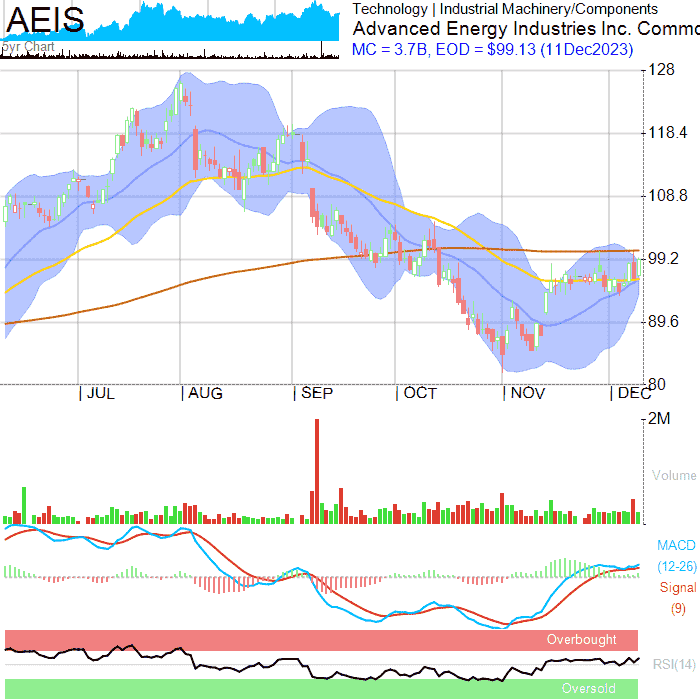 AEIS
5yr Chart
Technology | Industrial Machinery/Components
Advanced Energy Industries Inc. Commo
MC = 3.7B, EOD = $99.13 (11Dec2023)
128
118.4
108.8
99.2
89.6
80
| JUL | AUG | SEP | OCT | NOV | DEC
2M
Volume
MACD
(12-26)
Signal
(9)
Overbought
RSI(14)
Oversold